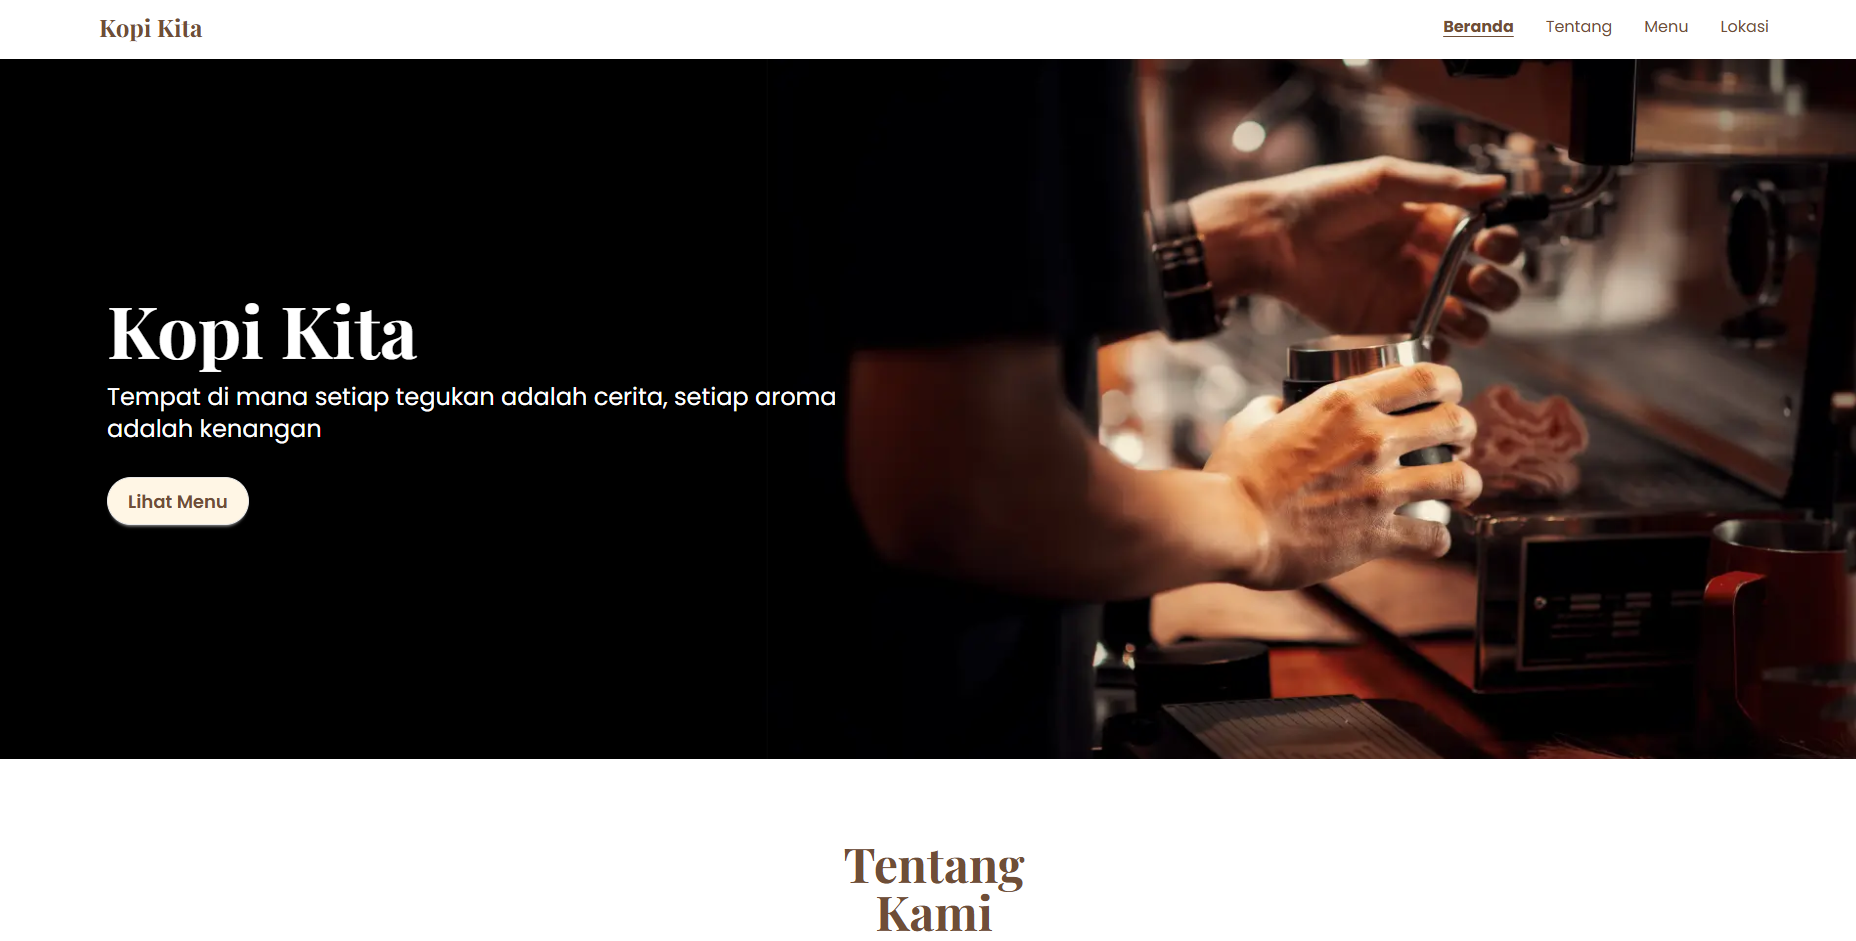 Kopi Kita
Beranda
Tentang
Menu
Lokasi
Kopi Kita
Tempat di mana setiap tegukan adalah cerita, setiap aroma
adalah kenangan
Lihat Menu
Tentang
Kami